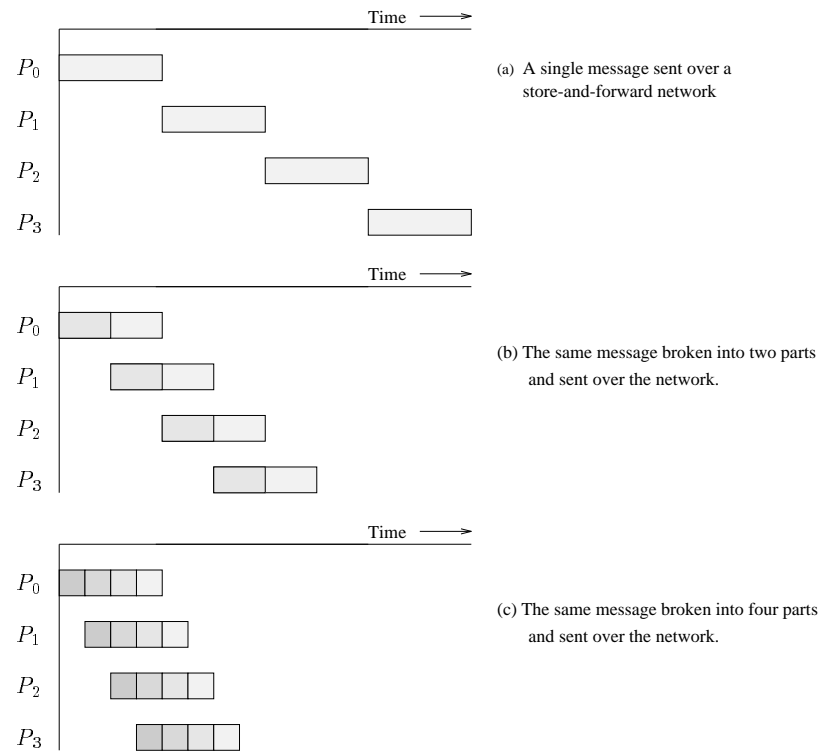 Time
P0
P1
P2
P3
(a) A single message sent over a
store-and-forward network
Time
P0
P1
P2
P3
(b) The same message broken into two parts
and sent over the network.
Time
P0
P1
P2
P3
(c) The same message broken into four parts
and sent over the network.